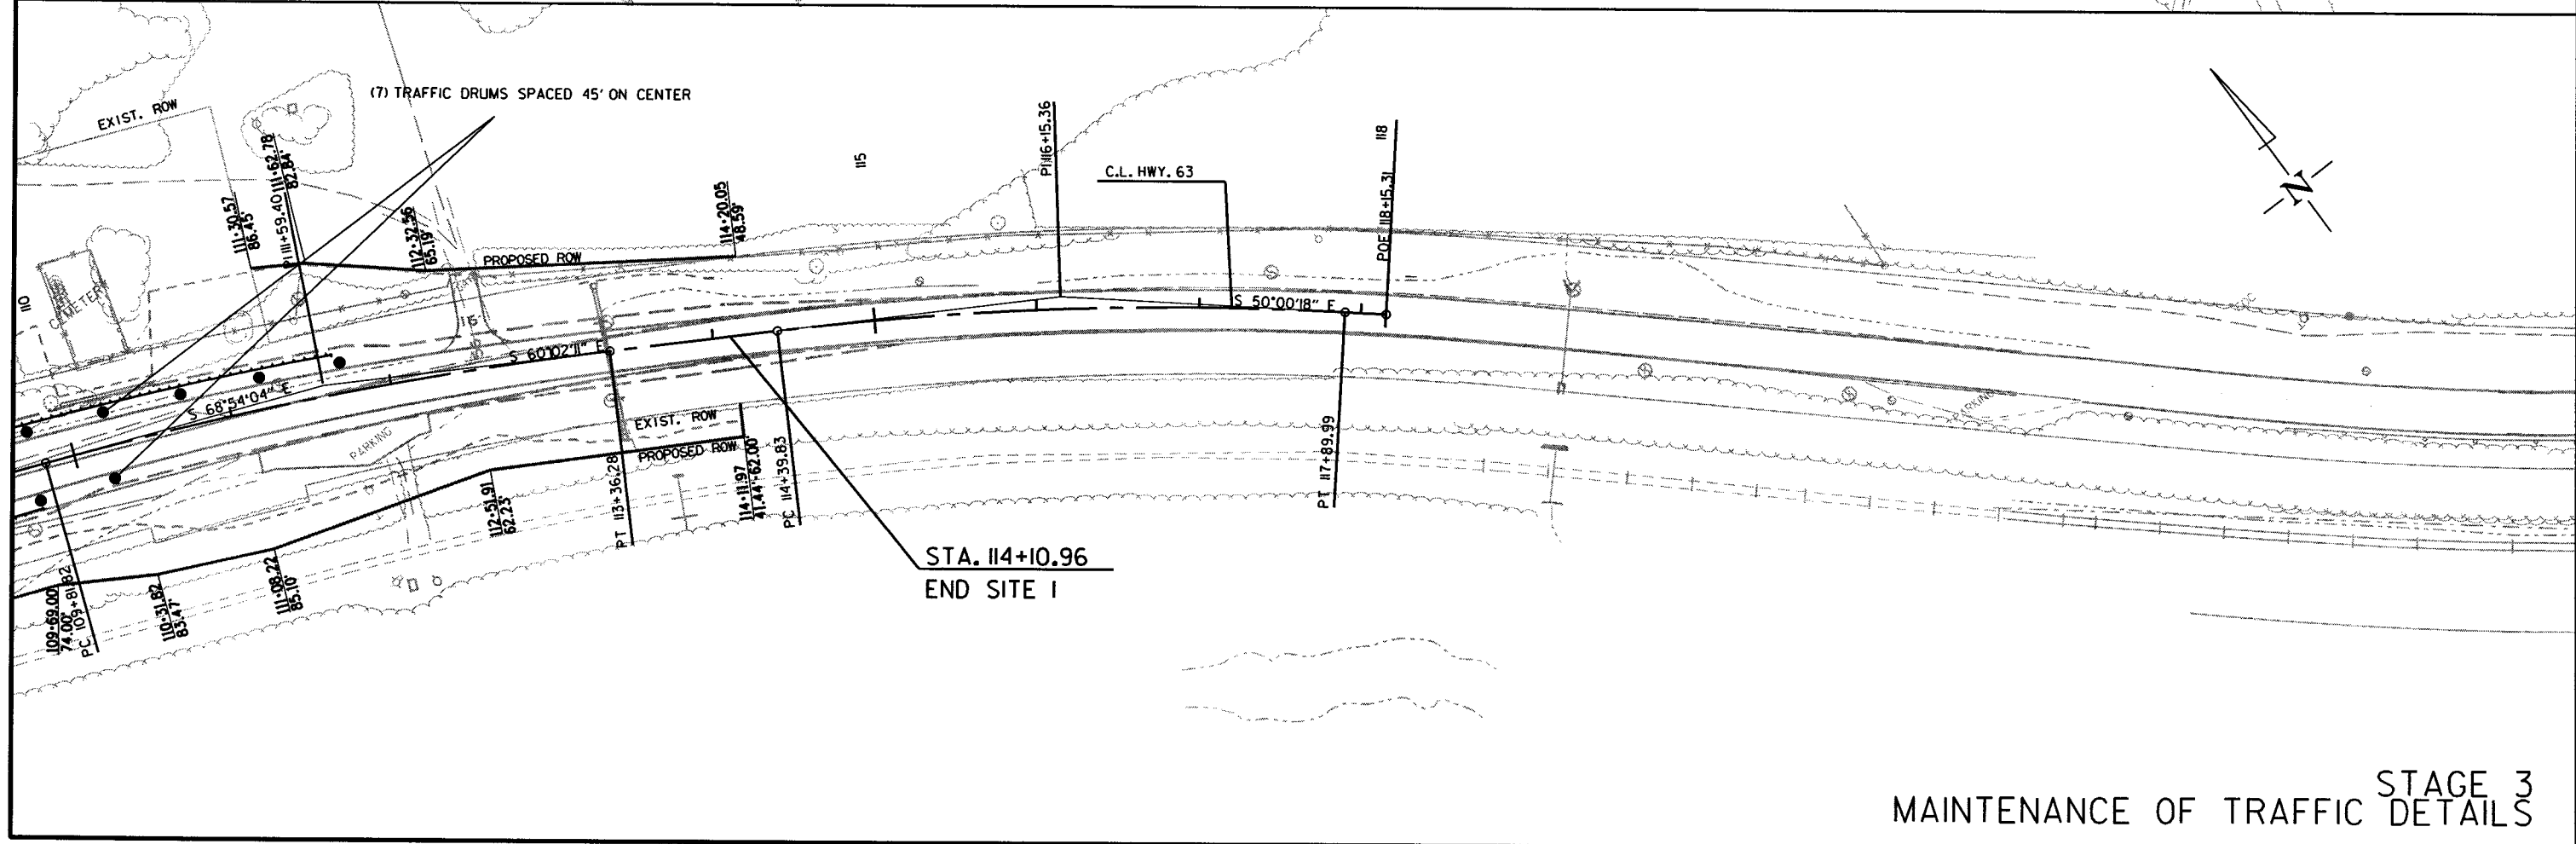 (7) TRAFFIC DRUMS SPACED 45' ON CENTER
EXIST. ROW
111+30.57
86.45'
PI 111+59.40
111+62.78
82.84'
112+32.56
65.19'
114+20.05
48.59'
PROPOSED ROW
115
PI 116+15.36
C.L. HWY. 63
118
POE 118+15.31
N
110
CEMETERY
S 68°54'04" E
S 60°02'11" E
S 50°00'18" E
PARKING
PARKING
EXIST. ROW
PROPOSED ROW
109+69.00
74.00'
PC 109+81.82
110+31.82
83.47'
111+08.22
85.10'
112+51.91
62.23'
PT 113+36.28
114+11.97
41.44' 62.00'
PC 114+39.83
PT 117+89.99
STA. 114+10.96
END SITE 1
STAGE 3
MAINTENANCE OF TRAFFIC DETAILS